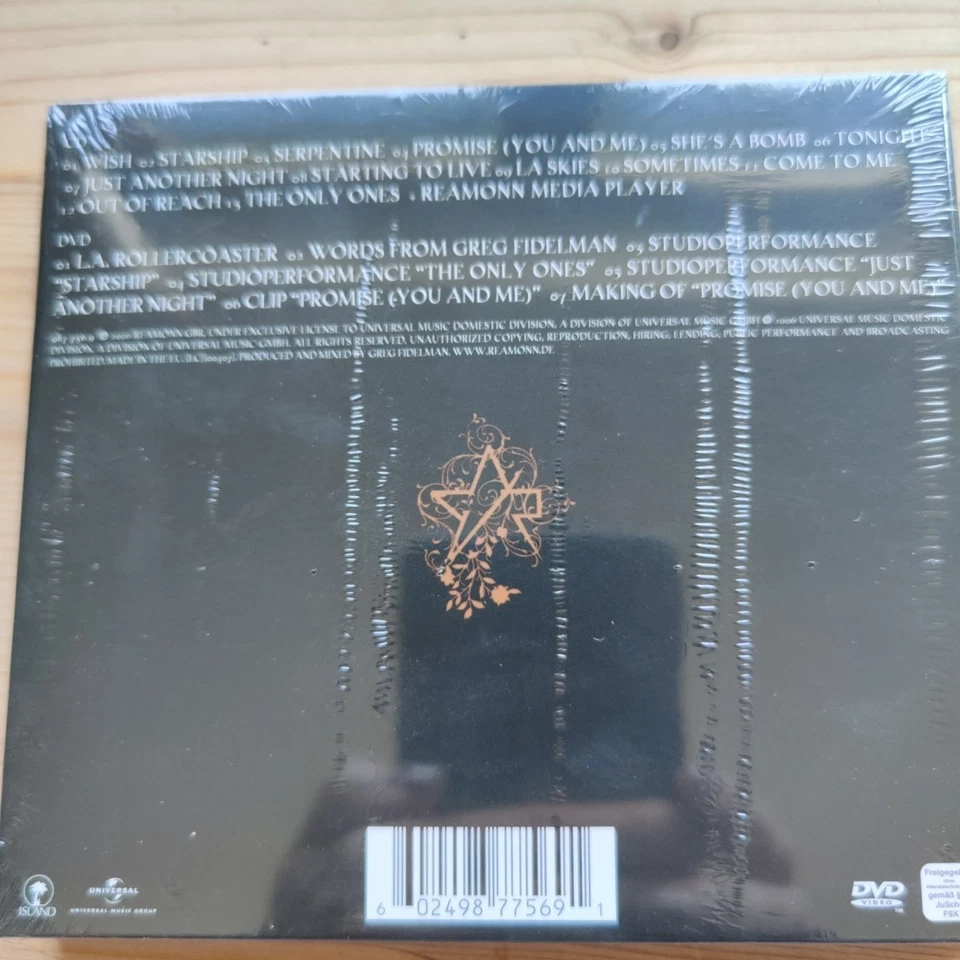 01 WISH 02 STARSHIP 03 SERPENTINE 04 PROMISE (YOU AND ME) 05 SHE'S A BOMB 06 TONIGHT
07 JUST ANOTHER NIGHT 08 STARTING TO LIVE 09 LA SKIES 10 SOMETIMES 11 COME TO ME
12 OUT OF REACH 13 THE ONLY ONES + REAMONN MEDIA PLAYER
DVD
01 L.A. ROLLERCOASTER 02 WORDS FROM GREG FIDELMAN 03 STUDIOPERFORMANCE
"STARSHIP" 04 STUDIOPERFORMANCE "THE ONLY ONES" 05 STUDIOPERFORMANCE "JUST
ANOTHER NIGHT" 06 CLIP "PROMISE (YOU AND ME)" 07 MAKING OF "PROMISE (YOU AND ME)
℗ 2006 REAMONN GBR, UNDER EXCLUSIVE LICENSE TO UNIVERSAL MUSIC DOMESTIC DIVISION, A DIVISION OF UNIVERSAL MUSIC GMBH © 2006 UNIVERSAL MUSIC DOMESTIC
DIVISION, A DIVISION OF UNIVERSAL MUSIC GMBH. ALL RIGHTS RESERVED. UNAUTHORIZED COPYING, REPRODUCTION, HIRING, LENDING, PUBLIC PERFORMANCE AND BROADCASTING
PROHIBITED. MADE IN THE EU. PRODUCED AND MIXED BY GREG FIDELMAN. WWW.REAMONN.DE
R
ISLAND
UNIVERSAL
UNIVERSAL MUSIC GROUP
6 02498 77569 1
DVD
VIDEO
TM
Freigegeb
ohne
gemäß §
JuSch
FSK